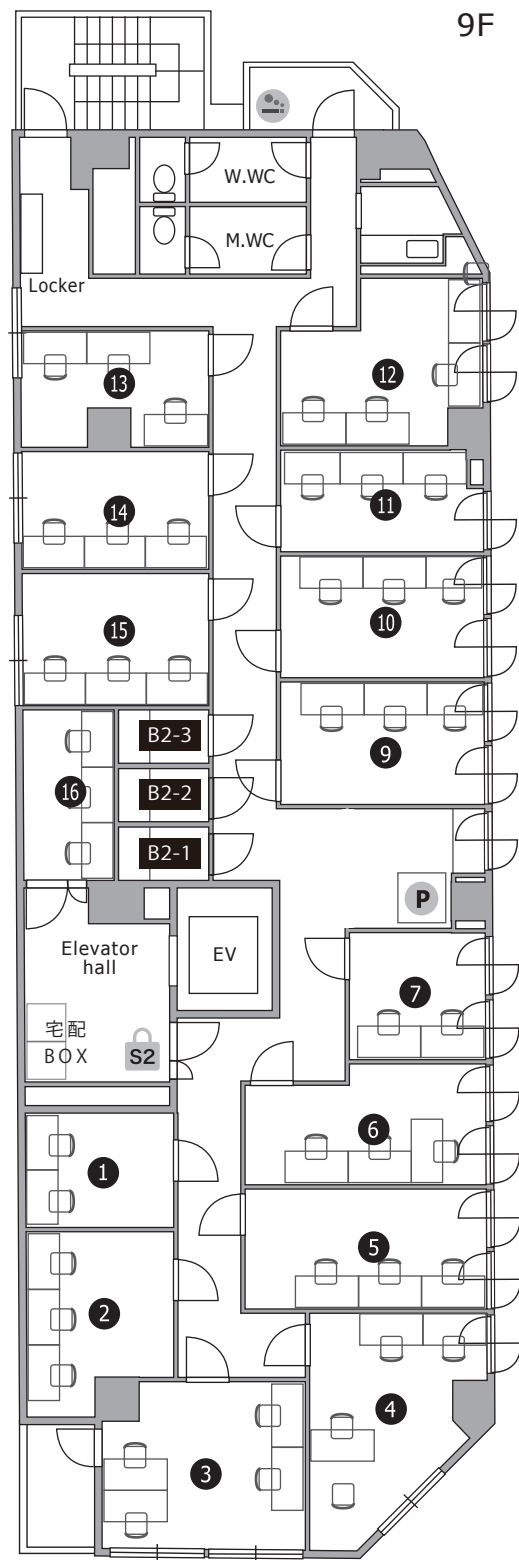 9F
W.WC
M.WC
Locker
12
13
11
14
10
15
B2-3
9
16
B2-2
B2-1
P
Elevator
hall
EV
7
宅配
BOX
S2
6
1
5
2
4
3